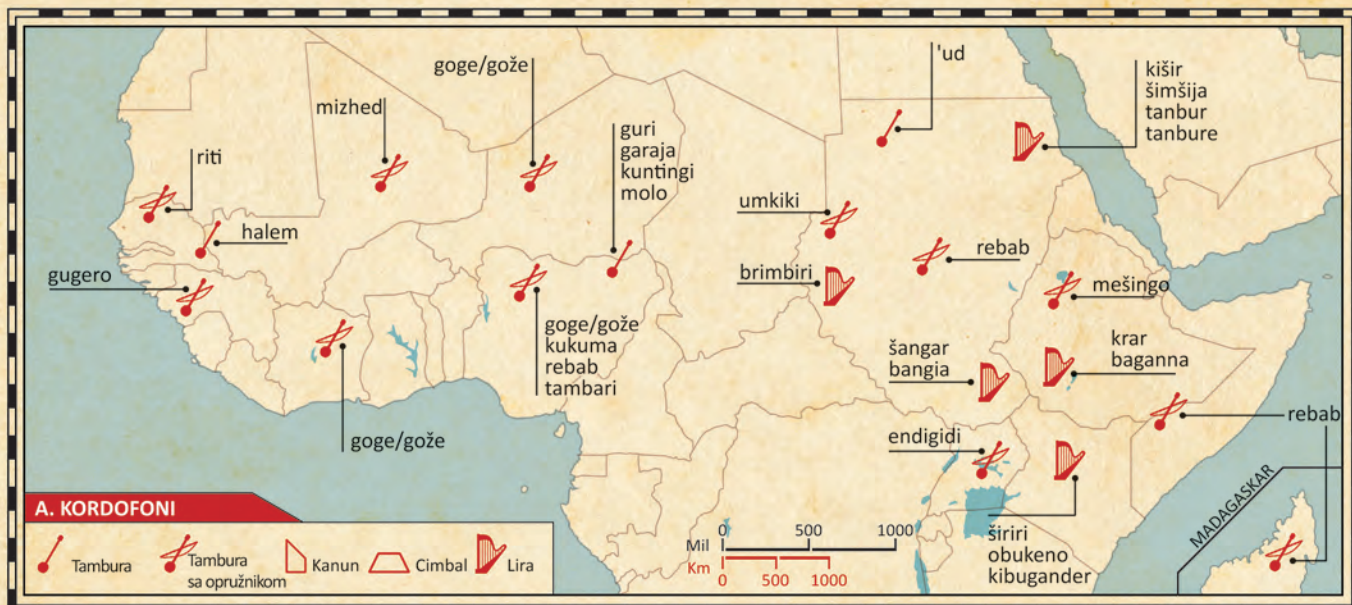 'ud
goge/gože
kišir
šimšija
tanbur
tanbure
mizhed
guri
garaja
kuntingi
molo
riti
umkiki
halem
rebab
gugero
brimbiri
mešingo
goge/gože
kukuma
rebab
tambari
krar
baganna
šangar
bangia
rebab
goge/gože
endigidi
A. KORDOFONI
MADAGASKAR
širiri
obukeno
kibugander
Tambura
Tambura
sa opružnikom
Kanun
Cimbal
Lira
0 500 1000
Mil
Km
0 500 1000